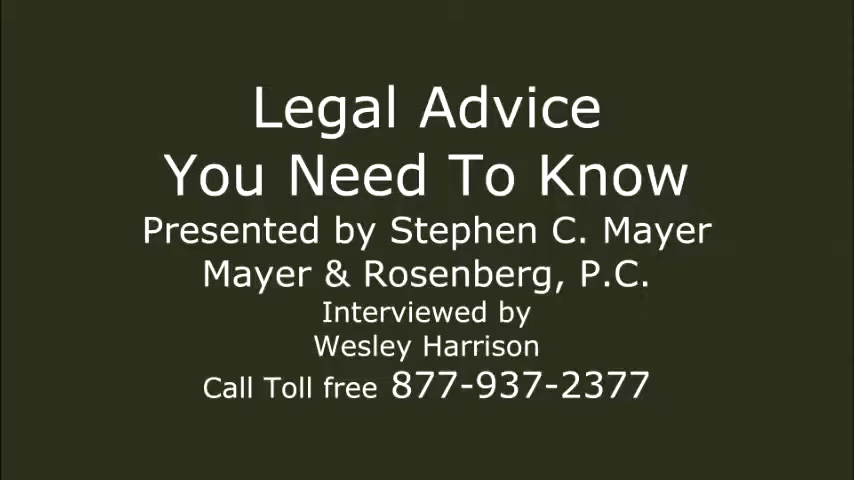 Legal Advice
You Need To Know
Presented by Stephen C. Mayer
Mayer & Rosenberg, P.C.
Interviewed by
Wesley Harrison
Call Toll free 877-937-2377